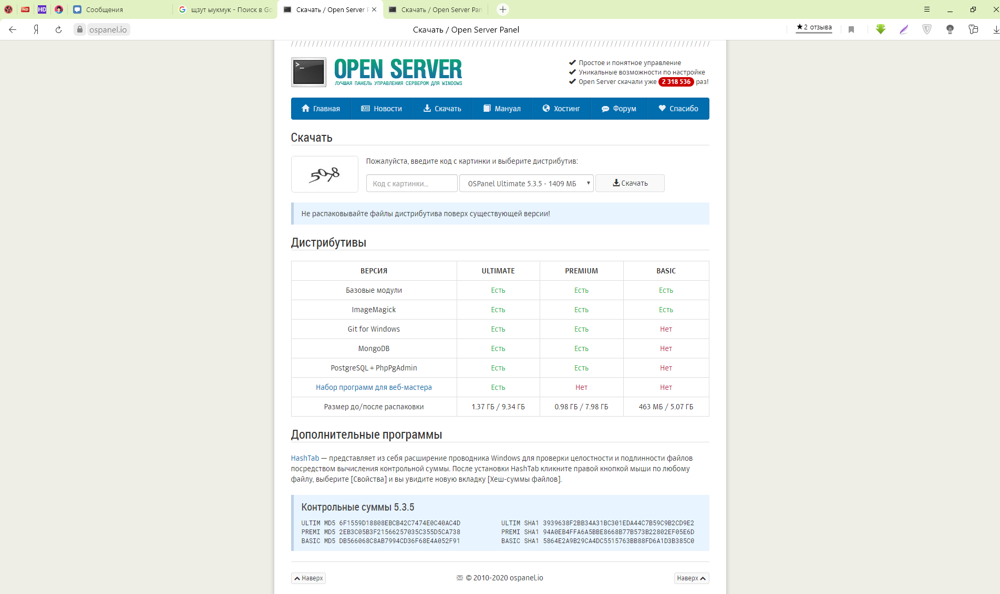 Сообщения
щзут ыукмук - Поиск в Go
Скачать / Open Server P
Скачать / Open Server Pan
ospanel.io
Скачать / Open Server Panel
★2 отзыва
OPEN SERVER
ЛУЧШАЯ ПАНЕЛЬ УПРАВЛЕНИЯ СЕРВЕРОМ ДЛЯ WINDOWS
Простое и понятное управление
Уникальные возможности по настройке
Open Server скачали уже 2 318 536 раз!
Главная Новости Скачать Мануал Хостинг Форум Спасибо
Скачать
Пожалуйста, введите код с картинки и выберите дистрибутив:
5078
Код с картинки... OSPanel Ultimate 5.3.5 - 1409 МБ Скачать
Не распаковывайте файлы дистрибутива поверх существующей версии!
Дистрибутивы
ВЕРСИЯ ULTIMATE PREMIUM BASIC
Базовые модули Есть Есть Есть
ImageMagick Есть Есть Есть
Git for Windows Есть Есть Нет
MongoDB Есть Есть Нет
PostgreSQL + PhpPgAdmin Есть Есть Нет
Набор программ для веб-мастера Есть Нет Нет
Размер до/после распаковки 1.37 ГБ / 9.34 ГБ 0.98 ГБ / 7.98 ГБ 463 МБ / 5.07 ГБ
Дополнительные программы
HashTab — представляет из себя расширение проводника Windows для проверки целостности и подлинности файлов
посредством вычисления контрольной суммы. После установки HashTab кликните правой кнопкой мыши по любому
файлу, выберите [Свойства] и вы увидите новую вкладку [Хеш-суммы файлов].
Контрольные суммы 5.3.5
ULTIM MD5 6F1559D18808EBCB42C7474E0C40AC4D ULTIM SHA1 3939638F2BB34A31BC301EDA44C7B59C9B2CD9E2
PREMI MD5 2EB3C05B3F21566257035C355D5CA738 PREMI SHA1 94A0EB4FFA6A5BBE8668B77B573B22802EF05E6D
BASIC MD5 DB566068C8AB7994CD36F68E4A052F91 BASIC SHA1 5864E2A9B29CA4DC5515763BB88FD6A1D3B385C0
Наверх © 2010-2020 ospanel.io Наверх